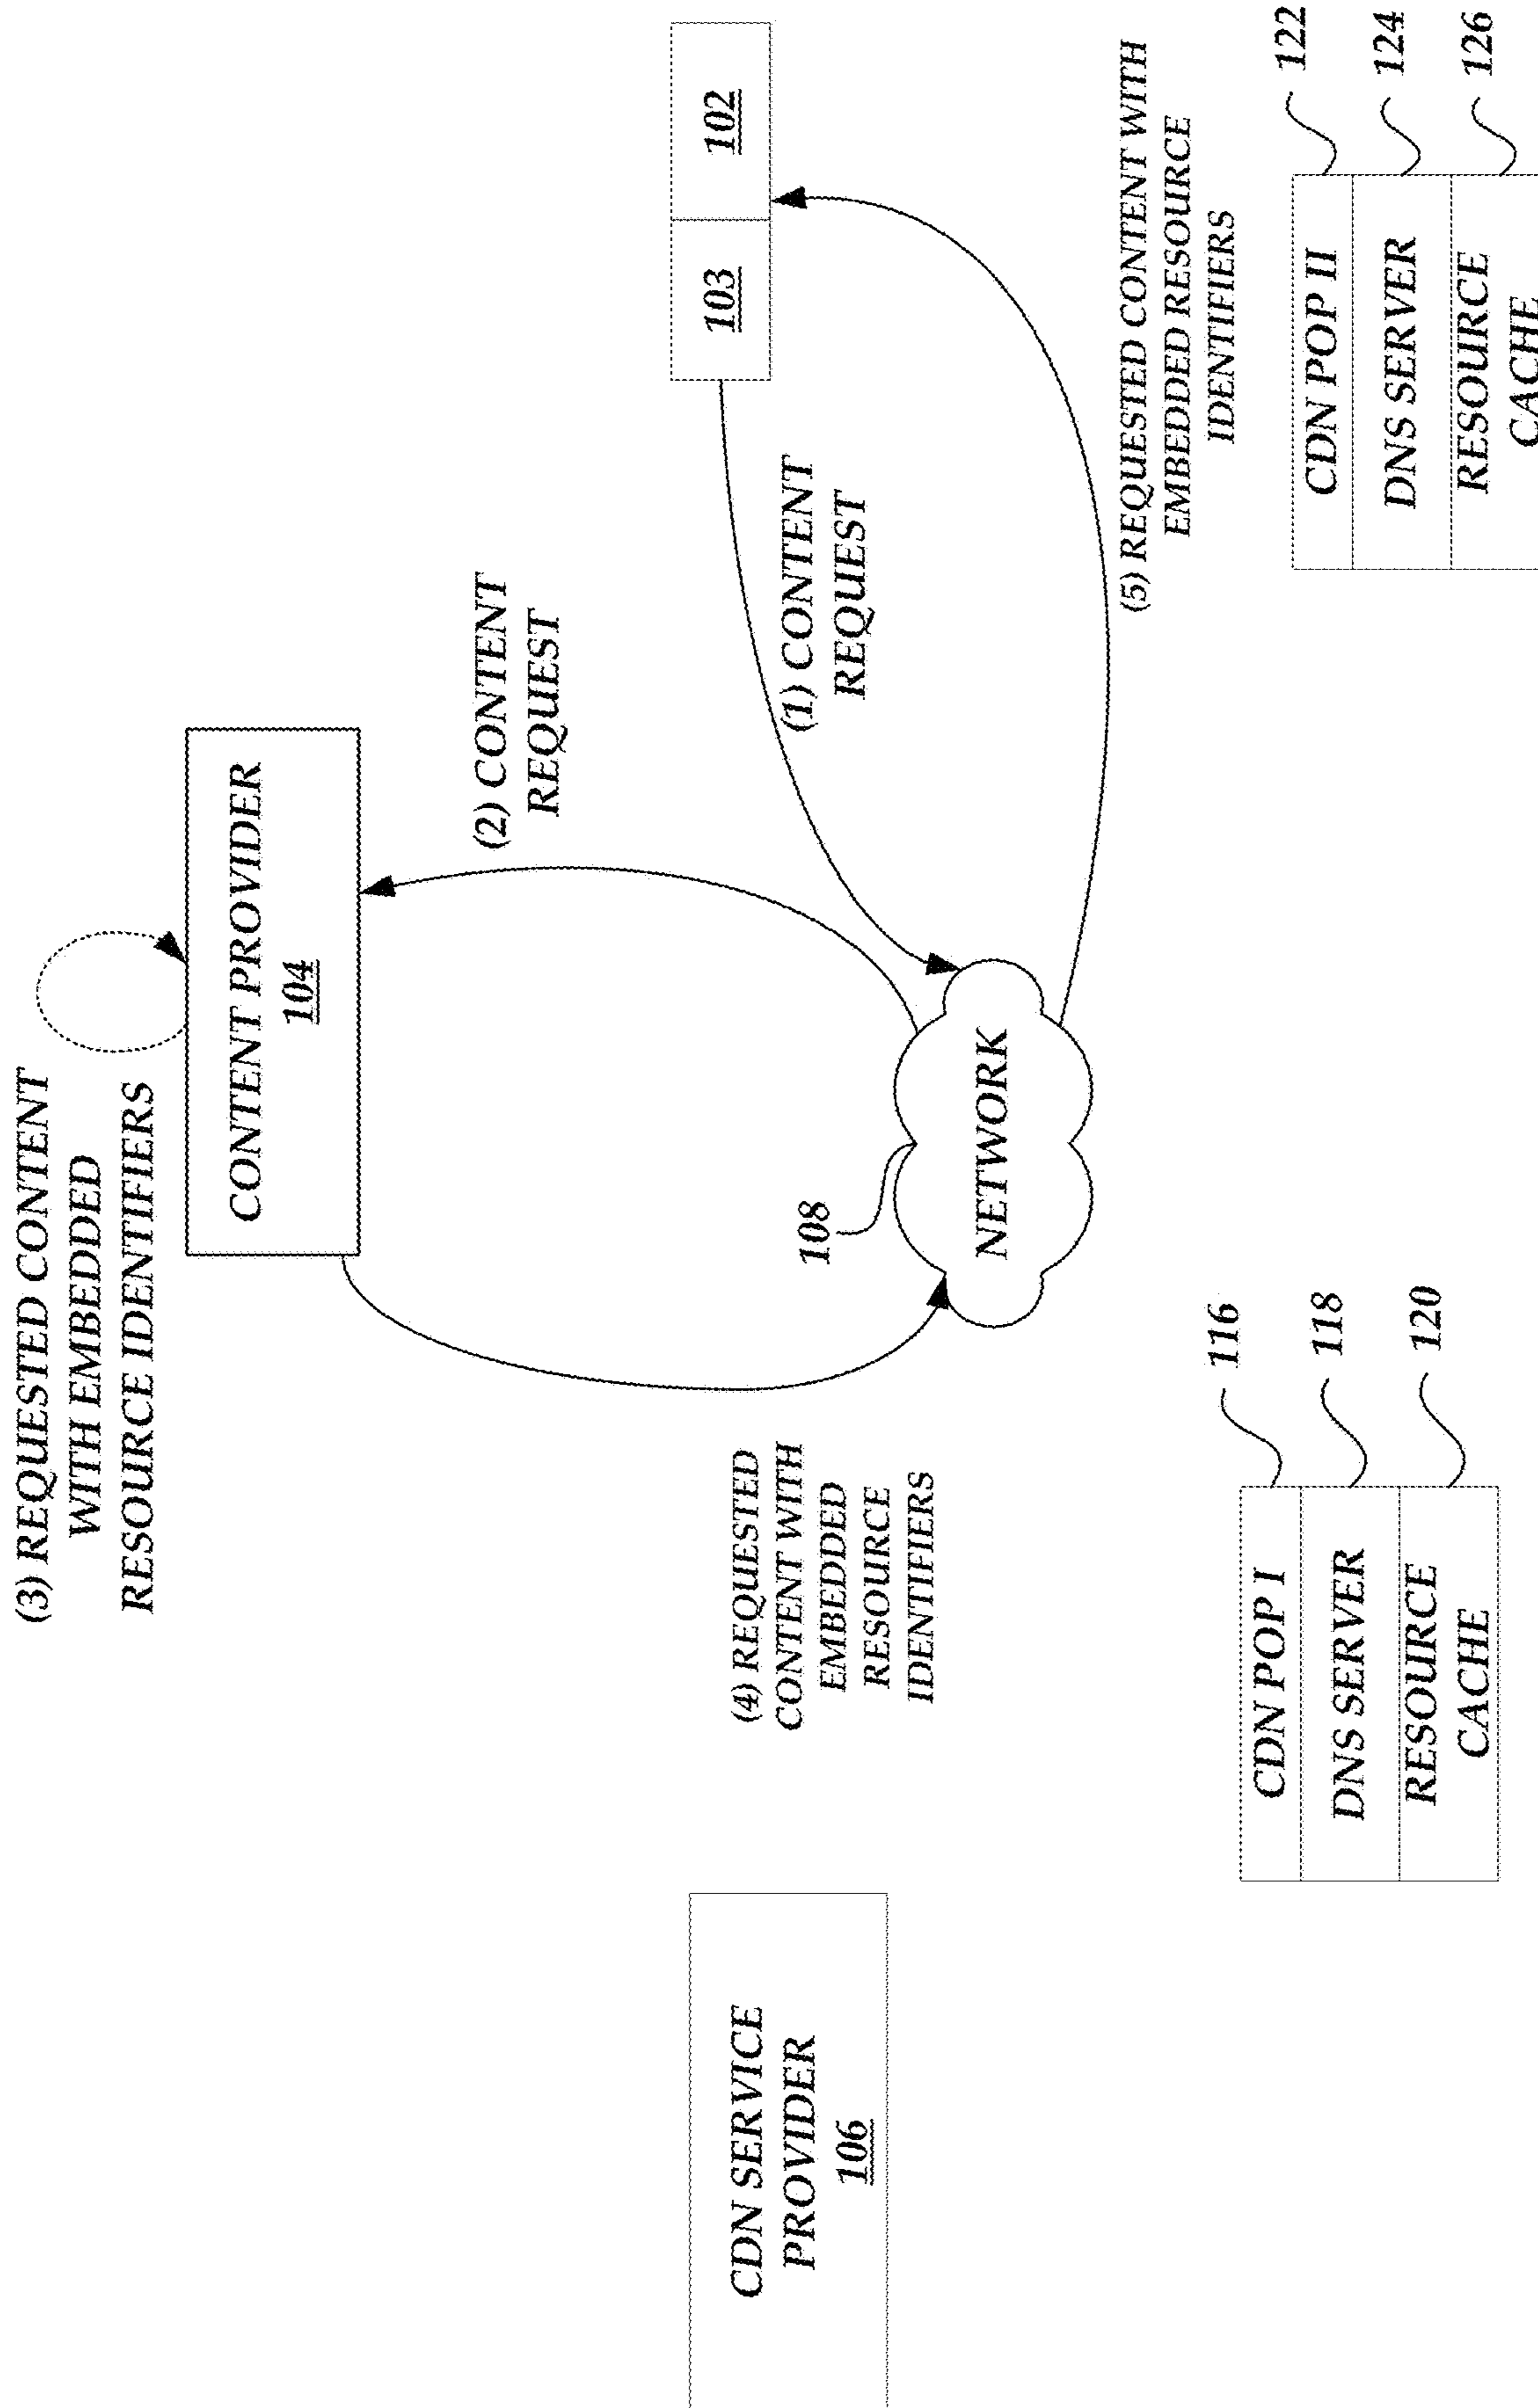 (3) REQUESTED CONTENT
WITH EMBEDDED
RESOURCE IDENTIFIERS
CONTENT PROVIDER
104
(2) CONTENT
REQUEST
CDN SERVICE
PROVIDER
106
(4) REQUESTED
CONTENT WITH
EMBEDDED
RESOURCE
IDENTIFIERS
108
NETWORK
(1) CONTENT
REQUEST
103
102
(5) REQUESTED CONTENT WITH
EMBEDDED RESOURCE
IDENTIFIERS
CDN POP I
116
DNS SERVER
118
RESOURCE
CACHE
120
CDN POP II
122
DNS SERVER
124
RESOURCE
CACHE
126